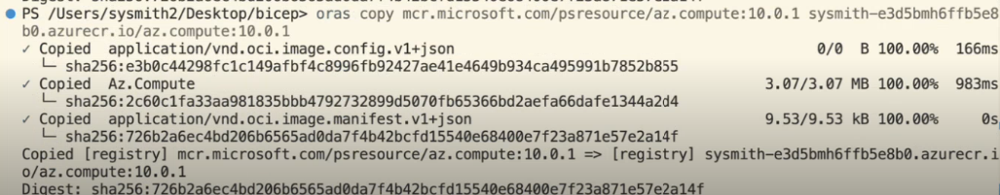 PS /Users/sysmith2/Desktop/bicep> oras copy mcr.microsoft.com/psresource/az.compute:10.0.1 sysmith-e3d5bmh6ffb5e8
b0.azurecr.io/az.compute:10.0.1
✓ Copied application/vnd.oci.image.config.v1+json 0/0 B 100.00% 166ms
└─ sha256:e3b0c44298fc1c149afbf4c8996fb92427ae41e4649b934ca495991b7852b855
✓ Copied Az.Compute 3.07/3.07 MB 100.00% 983ms
└─ sha256:2c60c1fa33aa981835bbb4792732899d5070fb65366bd2aefa66dafe1344a2d4
✓ Copied application/vnd.oci.image.manifest.v1+json 9.53/9.53 kB 100.00% 0s
└─ sha256:726b2a6ec4bd206b6565ad0da7f4b42bcfd15540e68400e7f23a871e57e2a14f
Copied [registry] mcr.microsoft.com/psresource/az.compute:10.0.1 => [registry] sysmith-e3d5bmh6ffb5e8b0.azurecr.i
o/az.compute:10.0.1
Digest: sha256:726b2a6ec4bd206b6565ad0da7f4b42bcfd15540e68400e7f23a871e57e2a14f